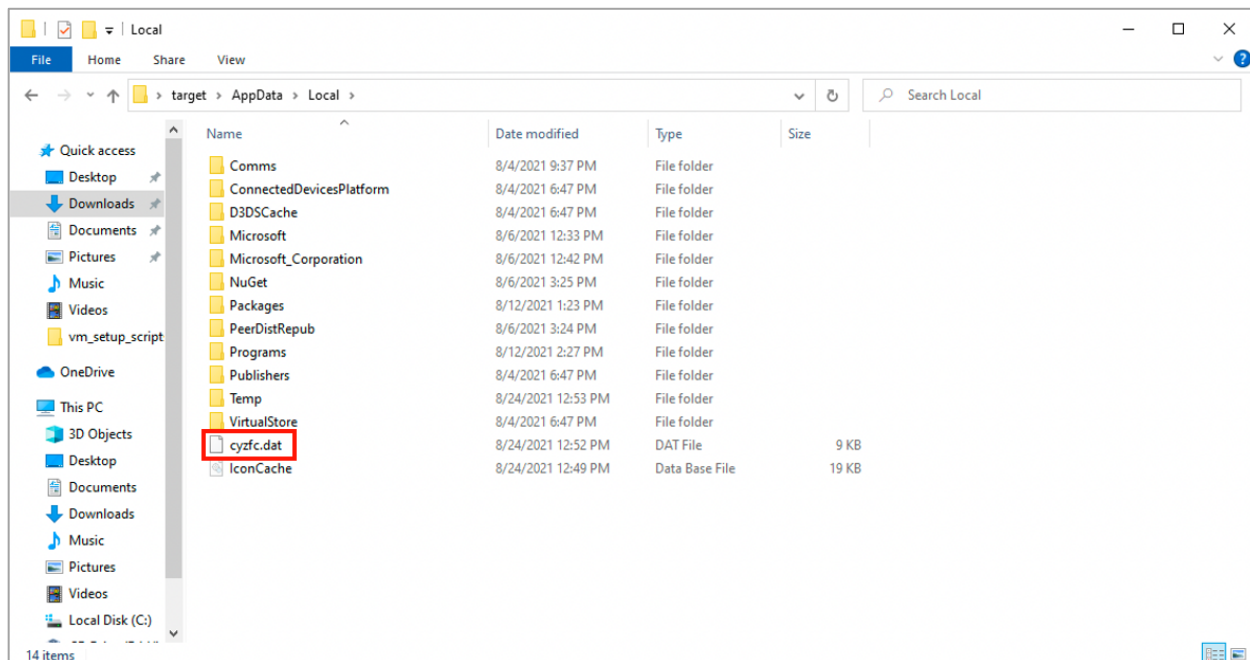 Local
File Home Share View
target > AppData > Local >
Search Local
Name Date modified Type Size
Quick access
Desktop
Downloads
Documents
Pictures
Music
Videos
vm_setup_script
OneDrive
This PC
3D Objects
Desktop
Documents
Downloads
Music
Pictures
Videos
Local Disk (C:)
Comms 8/4/2021 9:37 PM File folder
ConnectedDevicesPlatform 8/4/2021 6:47 PM File folder
D3DSCache 8/4/2021 6:47 PM File folder
Microsoft 8/6/2021 12:33 PM File folder
Microsoft_Corporation 8/6/2021 12:42 PM File folder
NuGet 8/6/2021 3:25 PM File folder
Packages 8/12/2021 1:23 PM File folder
PeerDistRepub 8/6/2021 3:24 PM File folder
Programs 8/12/2021 2:27 PM File folder
Publishers 8/4/2021 6:47 PM File folder
Temp 8/24/2021 12:53 PM File folder
VirtualStore 8/4/2021 6:47 PM File folder
cyzfc.dat 8/24/2021 12:52 PM DAT File 9 KB
IconCache 8/24/2021 12:49 PM Data Base File 19 KB
14 items